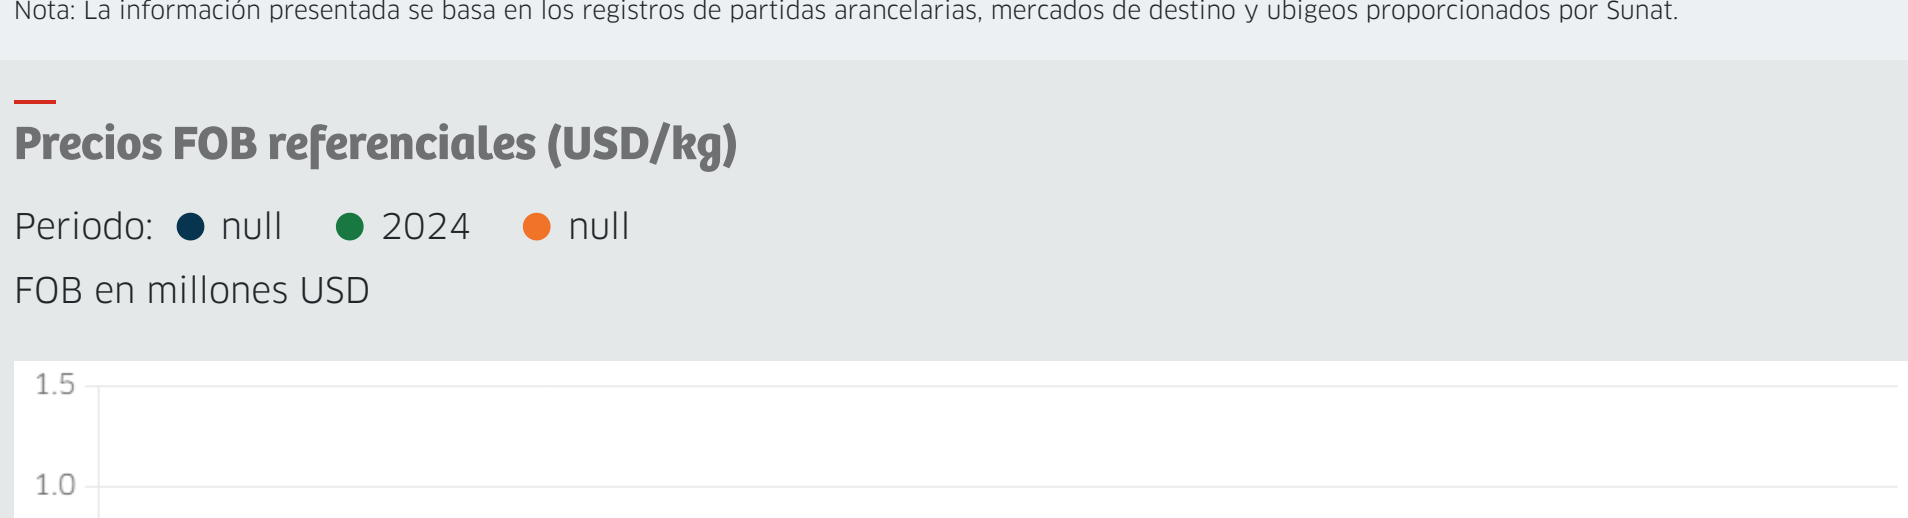 Nota: La información presentada se basa en los registros de partidas arancelarias, mercados de destino y ubigeos proporcionados por Sunat.
Precios FOB referenciales (USD/kg)
Periodo: null 2024 null
FOB en millones USD
1.5
1.0